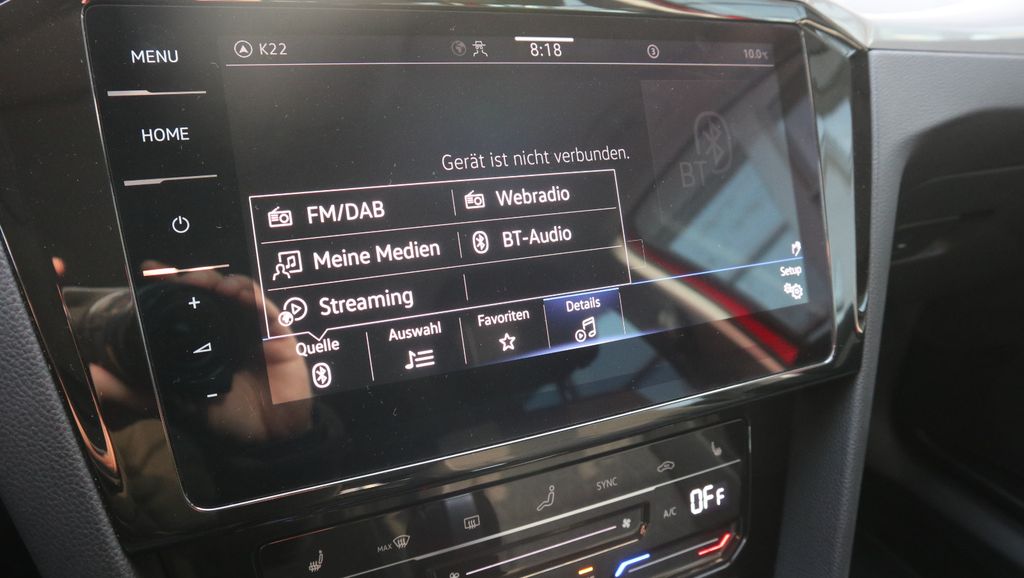 MENU
K22
8:18
3
10.0°C
HOME
BT
Gerät ist nicht verbunden.
FM/DAB
Webradio
Meine Medien
BT-Audio
Streaming
Setup
Quelle
Auswahl
Favoriten
Details
+
-
MAX
SYNC
A/C
OFF